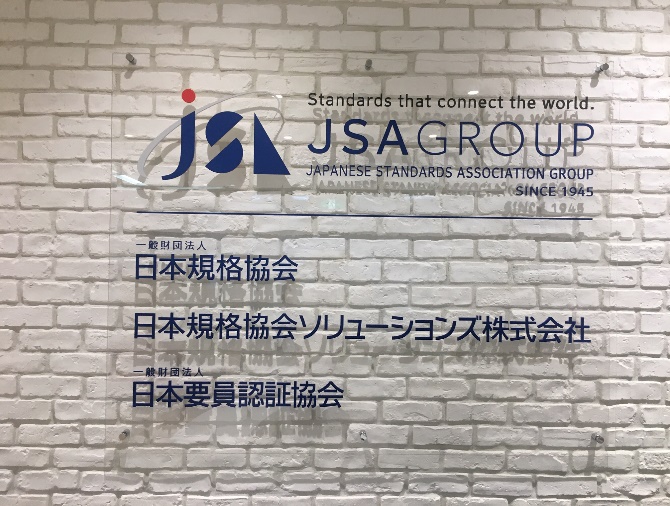 Standards that connect the world.
jsa JSAGROUP
JAPANESE STANDARDS ASSOCIATION GROUP
SINCE 1945
一般財団法人
日本規格協会
日本規格協会ソリューションズ株式会社
一般財団法人
日本要員認証協会